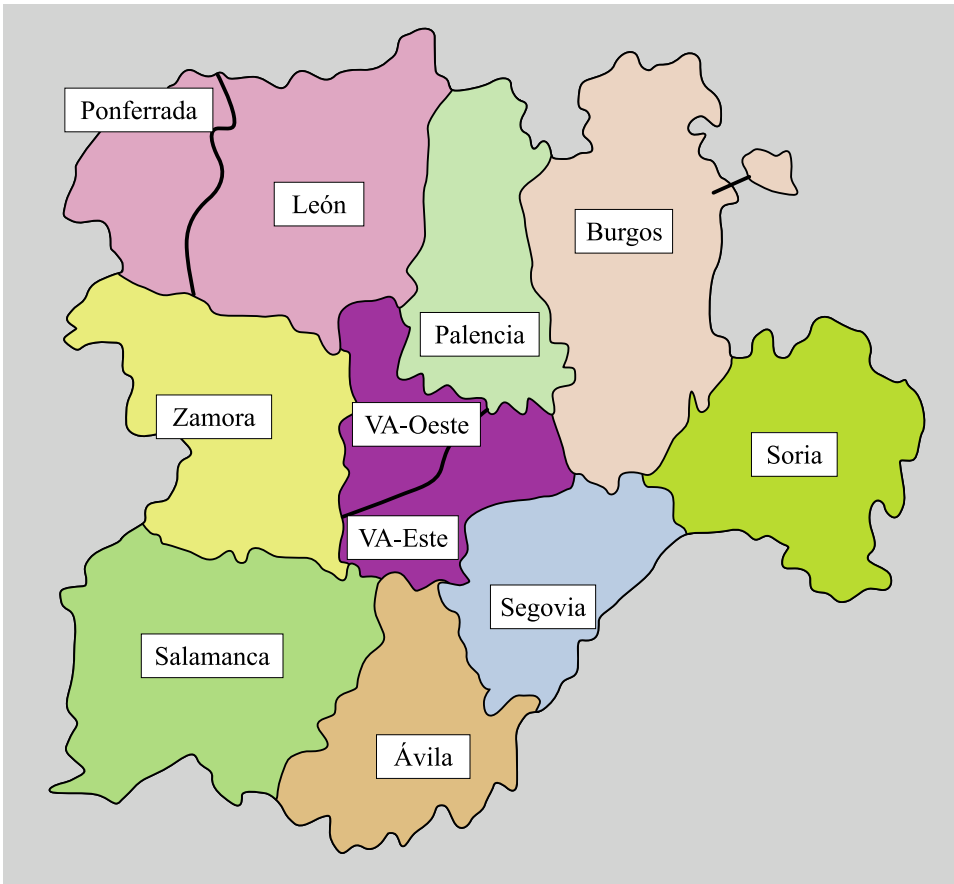 Ponferrada
León
Burgos
Palencia
Zamora
VA-Oeste
Soria
VA-Este
Segovia
Salamanca
Ávila